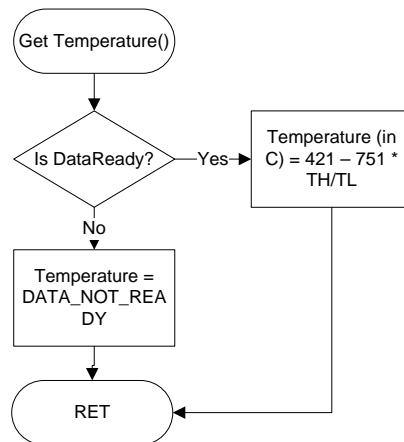 Get Temperature()
Is DataReady?
Yes
Temperature (in
C) = 421 – 751 *
TH/TL
No
Temperature =
DATA_NOT_REA
DY
RET